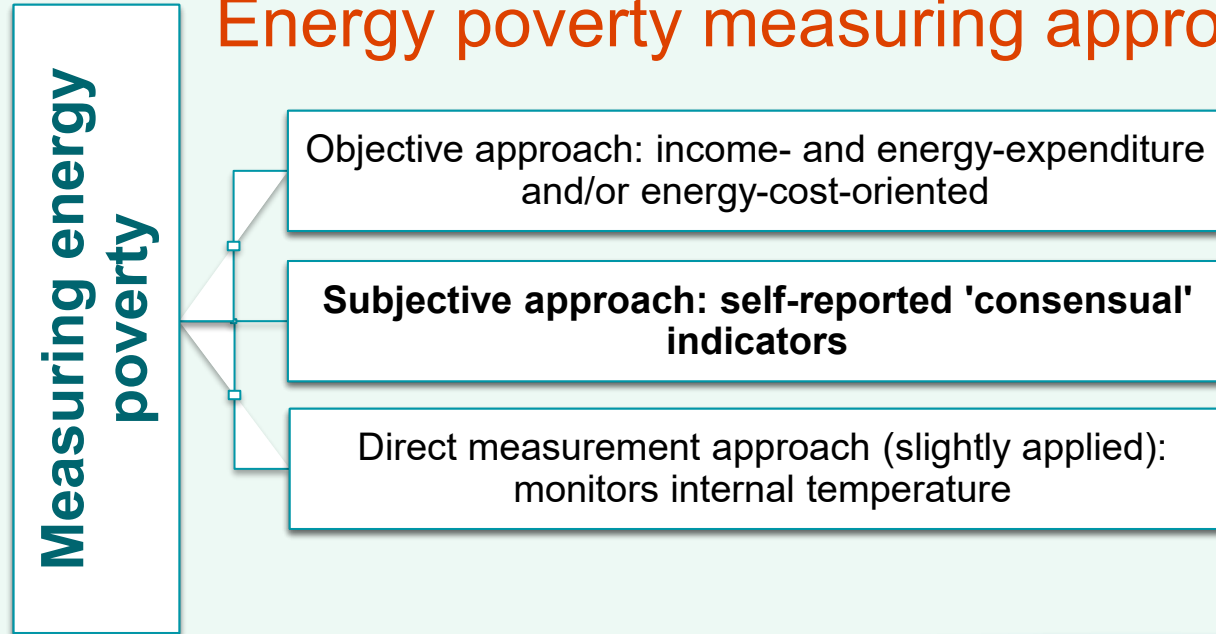 Energy poverty measuring appro
Measuring energy
poverty
Objective approach: income- and energy-expenditure
and/or energy-cost-oriented
Subjective approach: self-reported 'consensual'
indicators
Direct measurement approach (slightly applied):
monitors internal temperature